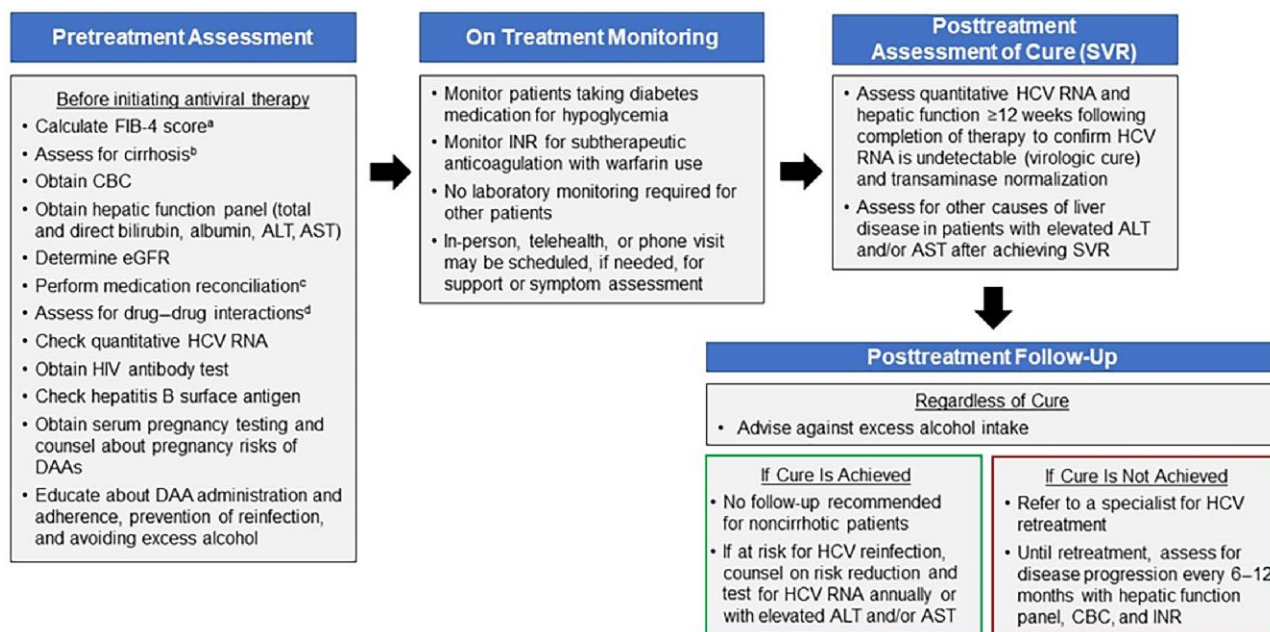 Pretreatment Assessment
Before initiating antiviral therapy
• Calculate FIB-4 scoreᵃ
• Assess for cirrhosisᵇ
• Obtain CBC
• Obtain hepatic function panel (total
and direct bilirubin, albumin, ALT, AST)
• Determine eGFR
• Perform medication reconciliationᶜ
• Assess for drug–drug interactionsᵈ
• Check quantitative HCV RNA
• Obtain HIV antibody test
• Check hepatitis B surface antigen
• Obtain serum pregnancy testing and
counsel about pregnancy risks of
DAAs
• Educate about DAA administration and
adherence, prevention of reinfection,
and avoiding excess alcohol
On Treatment Monitoring
• Monitor patients taking diabetes
medication for hypoglycemia
• Monitor INR for subtherapeutic
anticoagulation with warfarin use
• No laboratory monitoring required for
other patients
• In-person, telehealth, or phone visit
may be scheduled, if needed, for
support or symptom assessment
Posttreatment
Assessment of Cure (SVR)
• Assess quantitative HCV RNA and
hepatic function ≥12 weeks following
completion of therapy to confirm HCV
RNA is undetectable (virologic cure)
and transaminase normalization
• Assess for other causes of liver
disease in patients with elevated ALT
and/or AST after achieving SVR
Posttreatment Follow-Up
Regardless of Cure
• Advise against excess alcohol intake
If Cure Is Achieved
• No follow-up recommended
for noncirrhotic patients
• If at risk for HCV reinfection,
counsel on risk reduction and
test for HCV RNA annually or
with elevated ALT and/or AST
If Cure Is Not Achieved
• Refer to a specialist for HCV
retreatment
• Until retreatment, assess for
disease progression every 6–12
months with hepatic function
panel, CBC, and INR